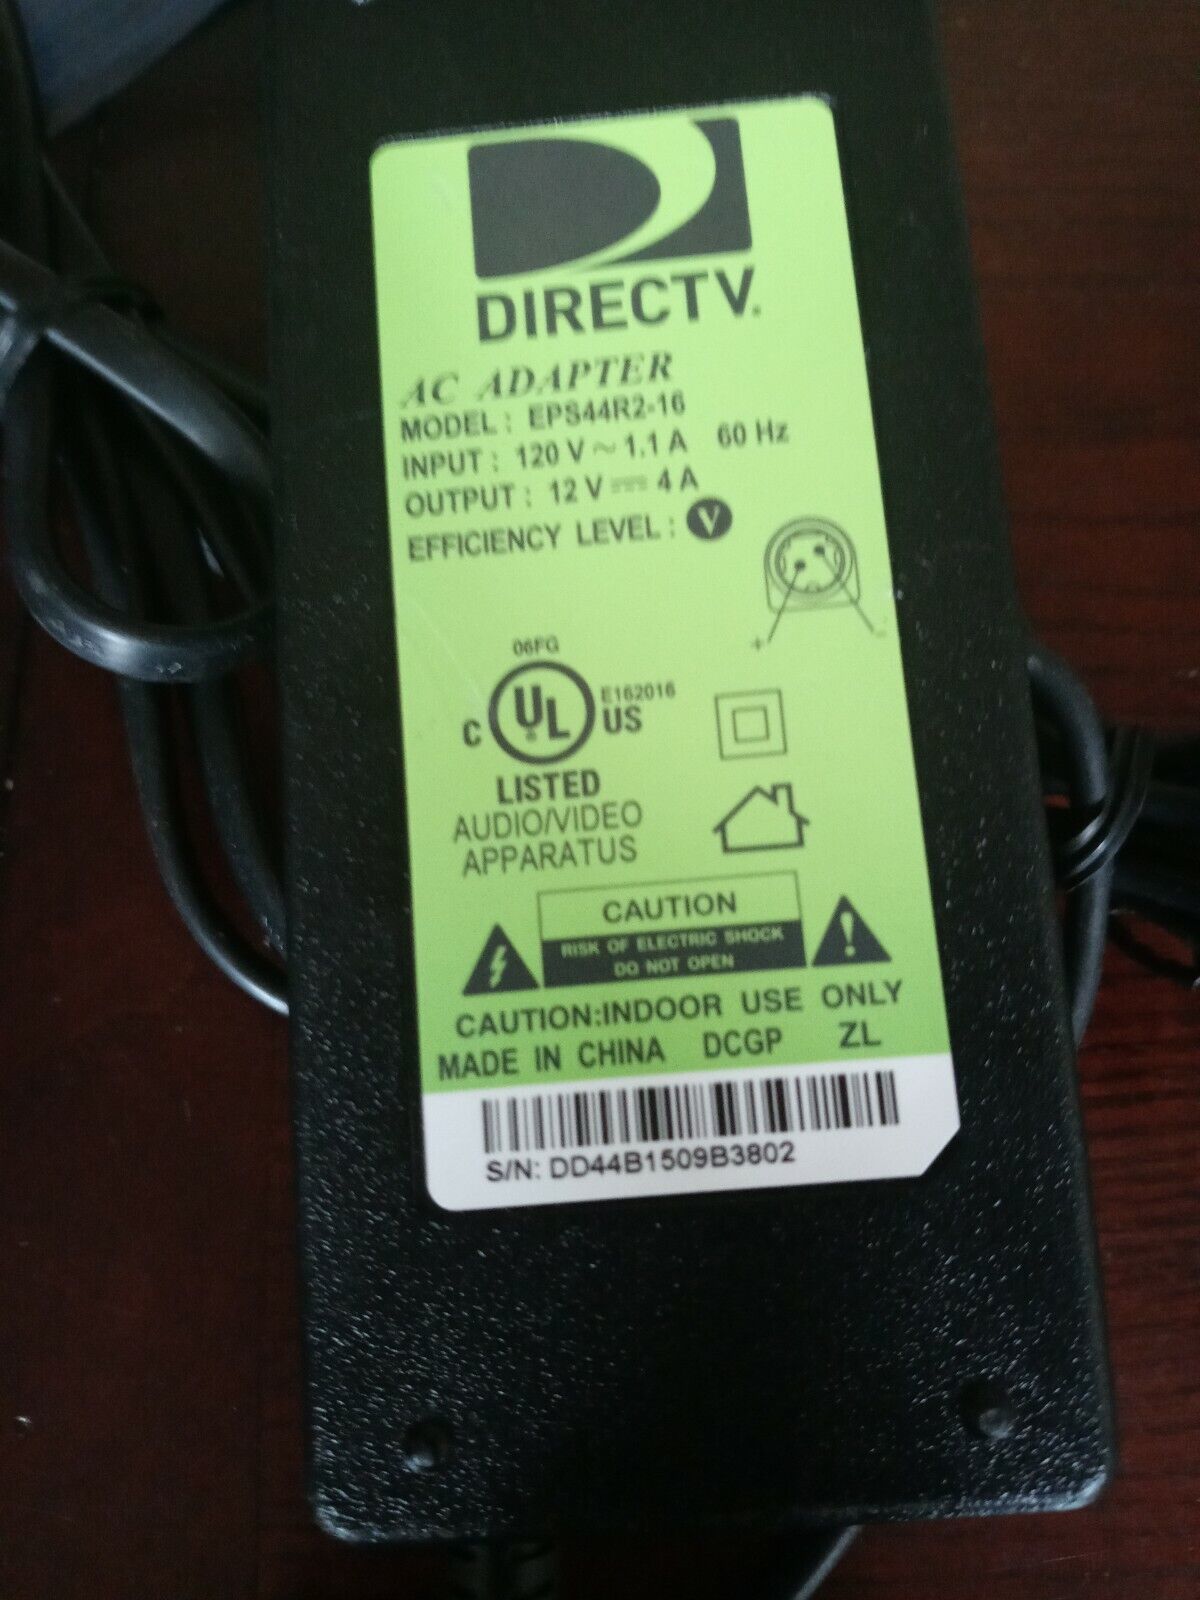 DIRECTV.
AC ADAPTER
MODEL : EPS44R2-16
INPUT : 120 V ~ 1.1 A 60 Hz
OUTPUT : 12 V ⎓ 4 A
EFFICIENCY LEVEL : V
+ -
06FG
C UL ® US E162016
LISTED
AUDIO/VIDEO
APPARATUS
CAUTION
RISK OF ELECTRIC SHOCK
DO NOT OPEN
CAUTION:INDOOR USE ONLY
MADE IN CHINA DCGP ZL
S/N: DD44B1509B3802